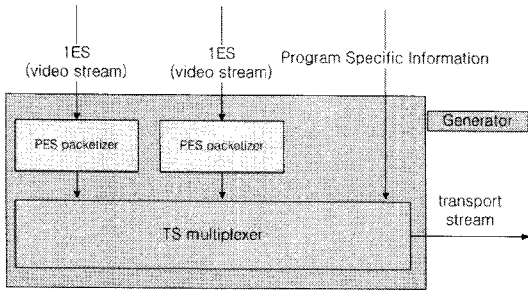 1ES
(video stream)
1ES
(video stream)
Program Specific Information
Generator
PES packetizer
PES packetizer
transport
stream
TS multiplexer